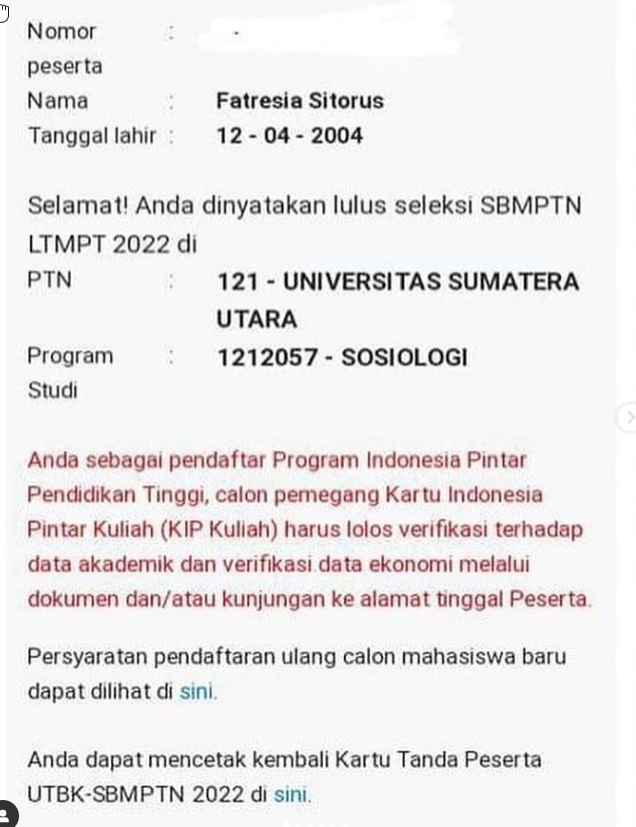 Nomor :
peserta
Nama : Fatresia Sitorus
Tanggal lahir : 12 - 04 - 2004
Selamat! Anda dinyatakan lulus seleksi SBMPTN
LTMPT 2022 di
PTN : 121 - UNIVERSITAS SUMATERA
UTARA
Program : 1212057 - SOSIOLOGI
Studi
Anda sebagai pendaftar Program Indonesia Pintar
Pendidikan Tinggi, calon pemegang Kartu Indonesia
Pintar Kuliah (KIP Kuliah) harus lolos verifikasi terhadap
data akademik dan verifikasi data ekonomi melalui
dokumen dan/atau kunjungan ke alamat tinggal Peserta.
Persyaratan pendaftaran ulang calon mahasiswa baru
dapat dilihat di sini.
Anda dapat mencetak kembali Kartu Tanda Peserta
UTBK-SBMPTN 2022 di sini.